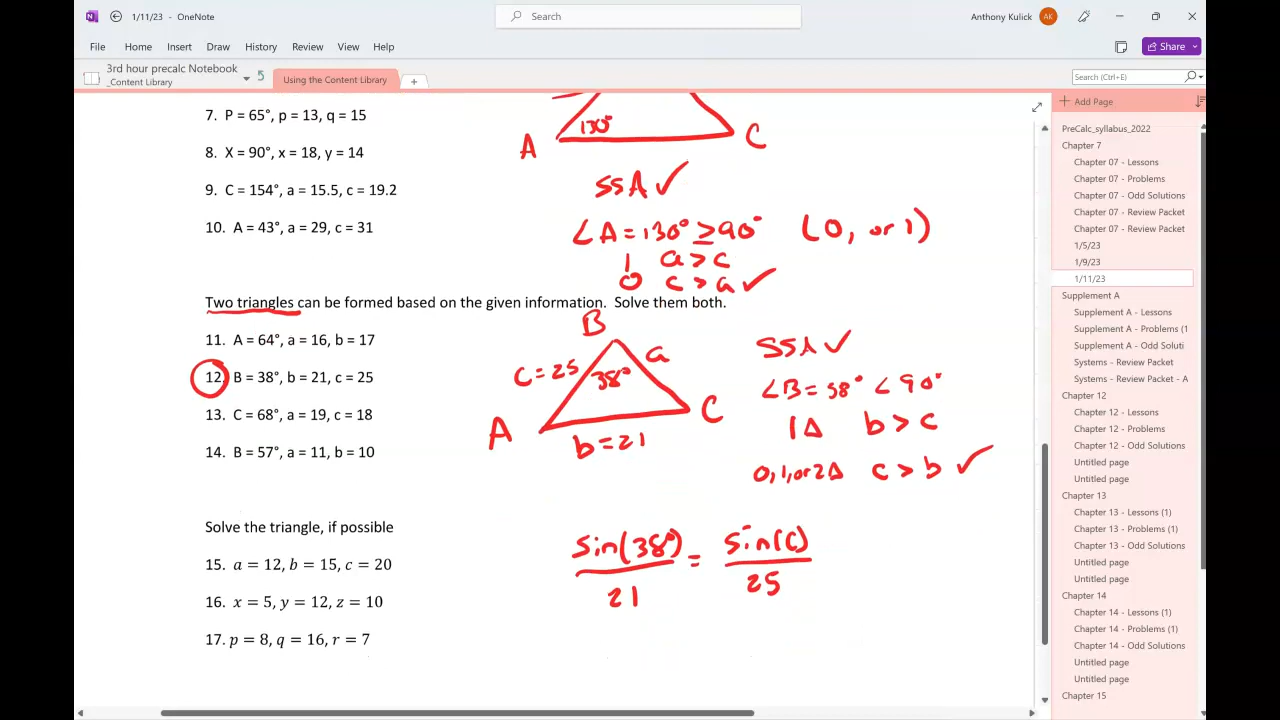 1/11/23 - OneNote
Search
Anthony Kulick
AK
File Home Insert Draw History Review View Help
Share
3rd hour precalc Notebook
_Content Library
Using the Content Library
+
Search (Ctrl+E)
Add Page
7. P = 65°, p = 13, q = 15
8. X = 90°, x = 18, y = 14
9. C = 154°, a = 15.5, c = 19.2
10. A = 43°, a = 29, c = 31
130°
A
C
SSA ✓
∠A = 130° ≥ 90° (0, or 1)
1 a > c
0 c > a ✓
Two triangles can be formed based on the given information. Solve them both.
11. A = 64°, a = 16, b = 17
12. B = 38°, b = 21, c = 25
13. C = 68°, a = 19, c = 18
14. B = 57°, a = 11, b = 10
B
c = 25
38°
a
A
C
b = 21
SSA ✓
∠B = 38° < 90°
1Δ b > c
0, 1, or 2Δ c > b ✓
Solve the triangle, if possible
15. a = 12, b = 15, c = 20
16. x = 5, y = 12, z = 10
17. p = 8, q = 16, r = 7
sin(38°) = sin(C)
21 25
PreCalc_syllabus_2022
Chapter 7
Chapter 07 - Lessons
Chapter 07 - Problems
Chapter 07 - Odd Solutions
Chapter 07 - Review Packet
Chapter 07 - Review Packet
1/5/23
1/9/23
1/11/23
Supplement A
Supplement A - Lessons
Supplement A - Problems (1
Supplement A - Odd Soluti
Systems - Review Packet
Systems - Review Packet - A
Chapter 12
Chapter 12 - Lessons
Chapter 12 - Problems
Chapter 12 - Odd Solutions
Untitled page
Untitled page
Chapter 13
Chapter 13 - Lessons (1)
Chapter 13 - Problems (1)
Chapter 13 - Odd Solutions
Untitled page
Untitled page
Chapter 14
Chapter 14 - Lessons (1)
Chapter 14 - Problems (1)
Chapter 14 - Odd Solutions
Untitled page
Untitled page
Chapter 15